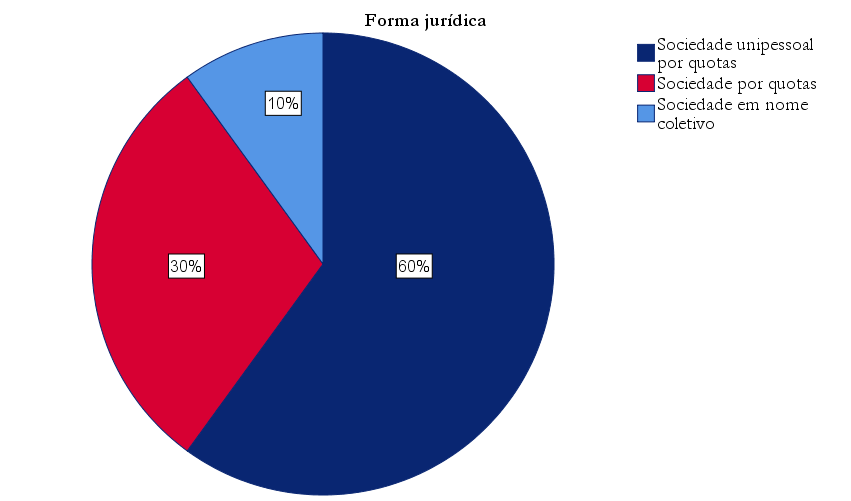 Forma jurídica
Sociedade unipessoal
por quotas
Sociedade por quotas
Sociedade em nome
coletivo
10%
30%
60%